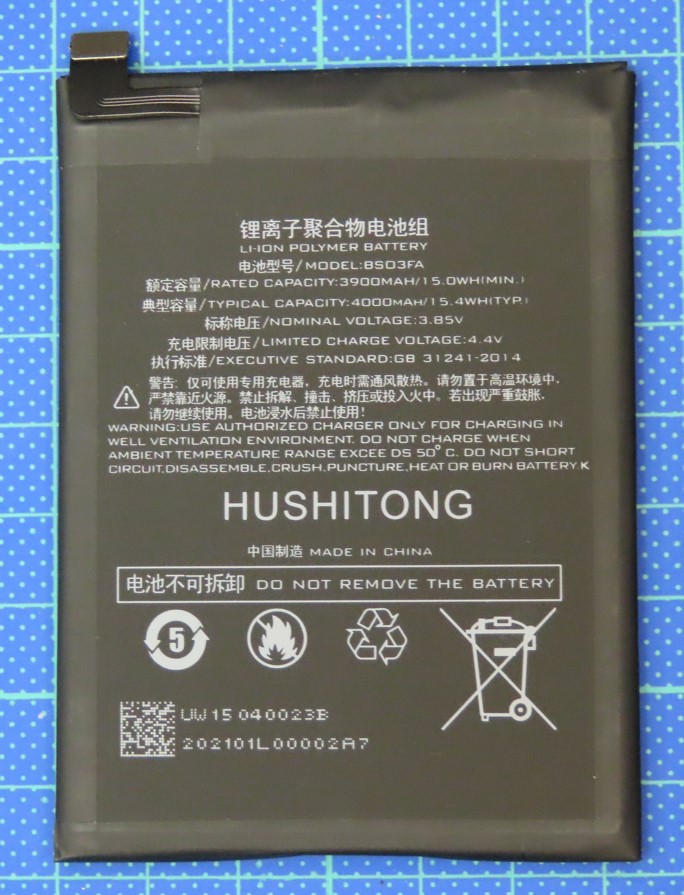 锂离子聚合物电池组
LI-ION POLYMER BATTERY
电池型号/MODEL:BS03FA
额定容量/RATED CAPACITY:3900MAH/15.0WH(MIN.)
典型容量/TYPICAL CAPACITY:4000MAH/15.4WH(TYP.)
标称电压/NOMINAL VOLTAGE:3.85V
充电限制电压/LIMITED CHARGE VOLTAGE:4.4V
执行标准/EXECUTIVE STANDARD:GB 31241-2014
警告: 仅可使用专用充电器, 充电时需通风散热。请勿置于高温环境中,
严禁靠近火源。禁止拆解、撞击、挤压或投入火中。若出现严重鼓胀,
请勿继续使用。电池浸水后禁止使用!
WARNING:USE AUTHORIZED CHARGER ONLY FOR CHARGING IN
WELL VENTILATION ENVIRONMENT. DO NOT CHARGE WHEN
AMBIENT TEMPERATURE RANGE EXCEE DS 50° C. DO NOT SHORT
CIRCUIT,DISASSEMBLE,CRUSH,PUNCTURE,HEAT OR BURN BATTERY.K
HUSHITONG
中国制造 MADE IN CHINA
电池不可拆卸 DO NOT REMOVE THE BATTERY
5
UW15040023B
202101L00002A7